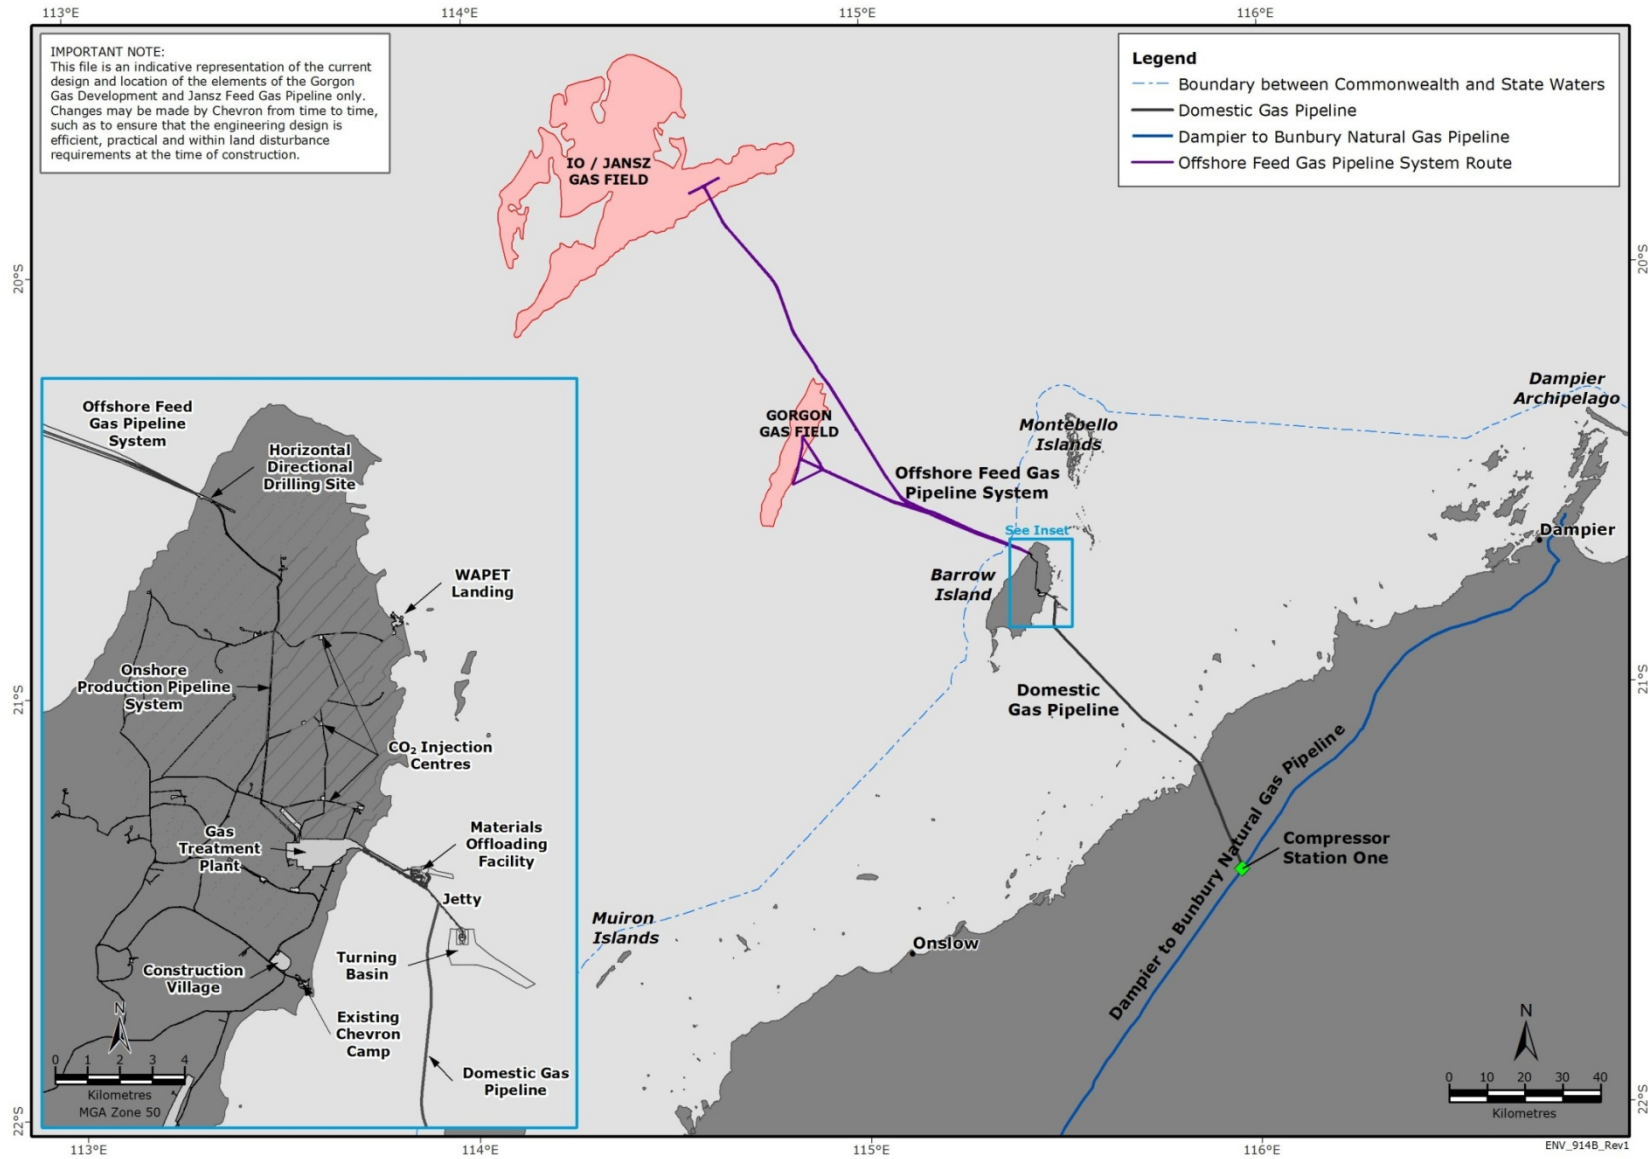 113°E
114°E
115°E
116°E
IMPORTANT NOTE:
This file is an indicative representation of the current
design and location of the elements of the Gorgon
Gas Development and Jansz Feed Gas Pipeline only.
Changes may be made by Chevron from time to time,
such as to ensure that the engineering design is
efficient, practical and within land disturbance
requirements at the time of construction.
Legend
Boundary between Commonwealth and State Waters
Domestic Gas Pipeline
Dampier to Bunbury Natural Gas Pipeline
Offshore Feed Gas Pipeline System Route
IO / JANSZ
GAS FIELD
20°S
20°S
GORGON
GAS FIELD
Montebello
Islands
Dampier
Archipelago
Offshore Feed Gas
Pipeline System
See Inset
Dampier
Barrow
Island
Domestic
Gas Pipeline
21°S
21°S
Dampier to Bunbury Natural Gas Pipeline
Compressor
Station One
Muiron
Islands
Onslow
Offshore Feed Gas
Pipeline
System
Horizontal
Directional
Drilling Site
WAPET
Landing
Onshore
Production Pipeline
System
CO₂ Injection
Centres
Gas
Treatment
Plant
Materials
Offloading
Facility
Jetty
Turning
Basin
Construction
Village
Existing
Chevron
Camp
Domestic Gas
Pipeline
N
0 1 2 3 4
Kilometres
MGA Zone 50
N
0 10 20 30 40
Kilometres
22°S
22°S
113°E
114°E
115°E
116°E
ENV_914B_Rev1